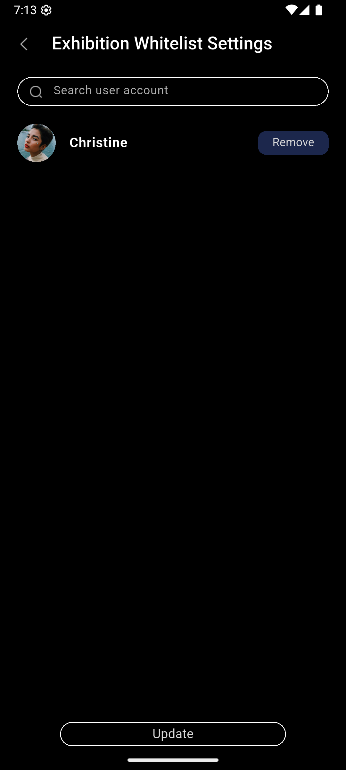 7:13
Exhibition Whitelist Settings
Search user account
Christine
Remove
Update